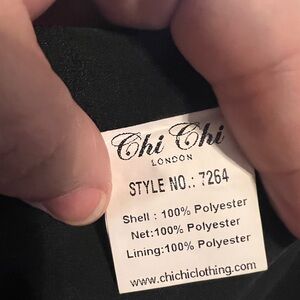 Chi Chi
LONDON
STYLE NO.: 7264
Shell : 100% Polyester
Net:100% Polyester
Lining:100% Polyester
www.chichiclothing.com